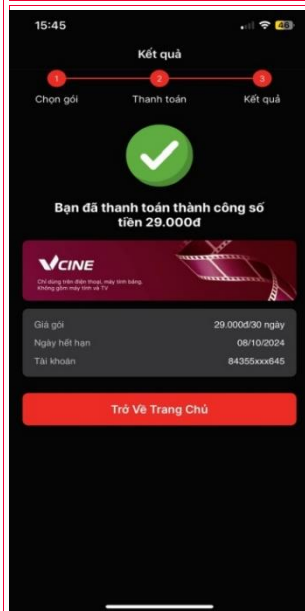 15:45
46
Kết quả
1
2
3
Chọn gói
Thanh toán
Kết quả
Bạn đã thanh toán thành công số
tiền 29.000đ
VCINE
Chỉ dùng trên điện thoại, máy tính bảng.
Không gồm máy tính và TV
Giá gói
29.000đ/30 ngày
Ngày hết hạn
08/10/2024
Tài khoản
84355xxx645
Trở Về Trang Chủ